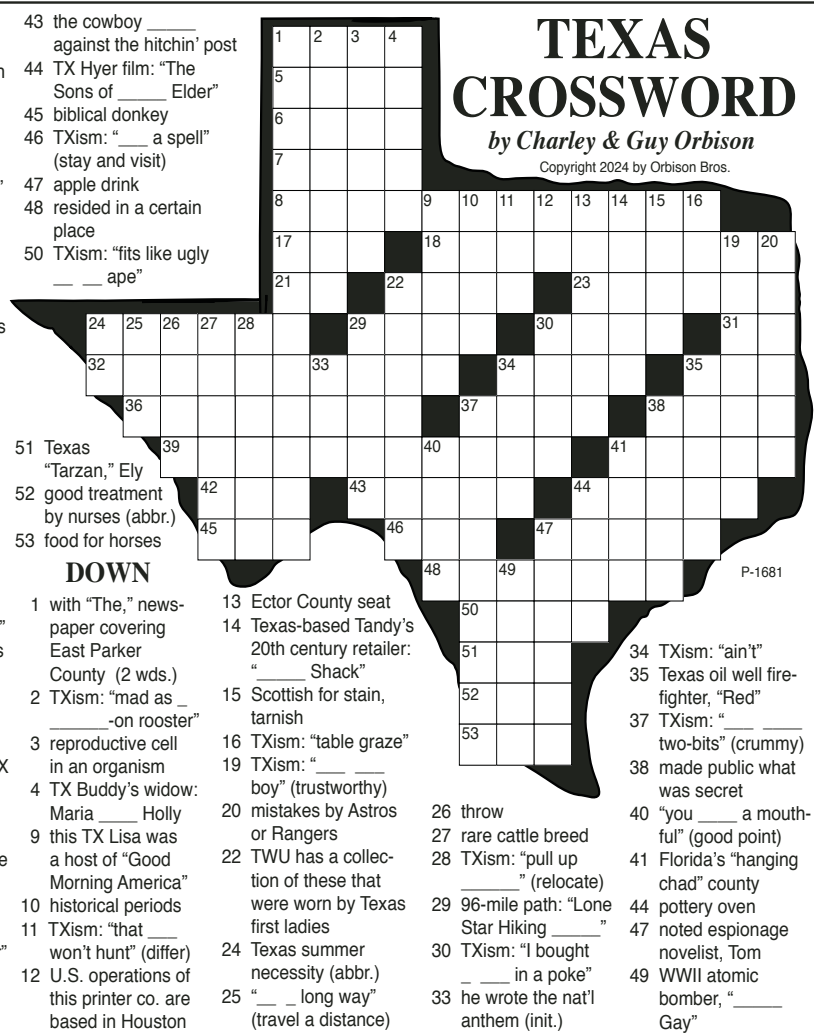 43 the cowboy _____
against the hitchin' post
44 TX Hyer film: “The
Sons of _____ Elder”
45 biblical donkey
46 TXism: “___ a spell”
(stay and visit)
47 apple drink
48 resided in a certain
place
50 TXism: “fits like ugly
__ __ ape”
51 Texas
“Tarzan,” Ely
52 good treatment
by nurses (abbr.)
53 food for horses
TEXAS
CROSSWORD
by Charley & Guy Orbison
Copyright 2024 by Orbison Bros.
1 2 3 4
5
6
7
8 9 10 11 12 13 14 15 16
17 18 19 20
21 22 23
24 25 26 27 28 29 30 31
32 33 34 35
36 37 38
39 40 41
42 43 44
45 46 47
48 49
50
51
52
53
P-1681
DOWN
1 with “The,” news-
paper covering
East Parker
County (2 wds.)
2 TXism: “mad as _
______-on rooster”
3 reproductive cell
in an organism
4 TX Buddy's widow:
Maria ____ Holly
9 this TX Lisa was
a host of “Good
Morning America”
10 historical periods
11 TXism: “that ___
won't hunt” (differ)
12 U.S. operations of
this printer co. are
based in Houston
13 Ector County seat
14 Texas-based Tandy's
20th century retailer:
“_____ Shack”
15 Scottish for stain,
tarnish
16 TXism: “table graze”
19 TXism: “___ ___
boy” (trustworthy)
20 mistakes by Astros
or Rangers
22 TWU has a collec-
tion of these that
were worn by Texas
first ladies
24 Texas summer
necessity (abbr.)
25 “__ _ long way”
(travel a distance)
26 throw
27 rare cattle breed
28 TXism: “pull up
______” (relocate)
29 96-mile path: “Lone
Star Hiking _____”
30 TXism: “I bought
_ ___ in a poke”
33 he wrote the nat'l
anthem (init.)
34 TXism: “ain't”
35 Texas oil well fire-
fighter, “Red”
37 TXism: “___ ____
two-bits” (crummy)
38 made public what
was secret
40 “you ____ a mouth-
ful” (good point)
41 Florida's “hanging
chad” county
44 pottery oven
47 noted espionage
novelist, Tom
49 WWII atomic
bomber, “_____
Gay”